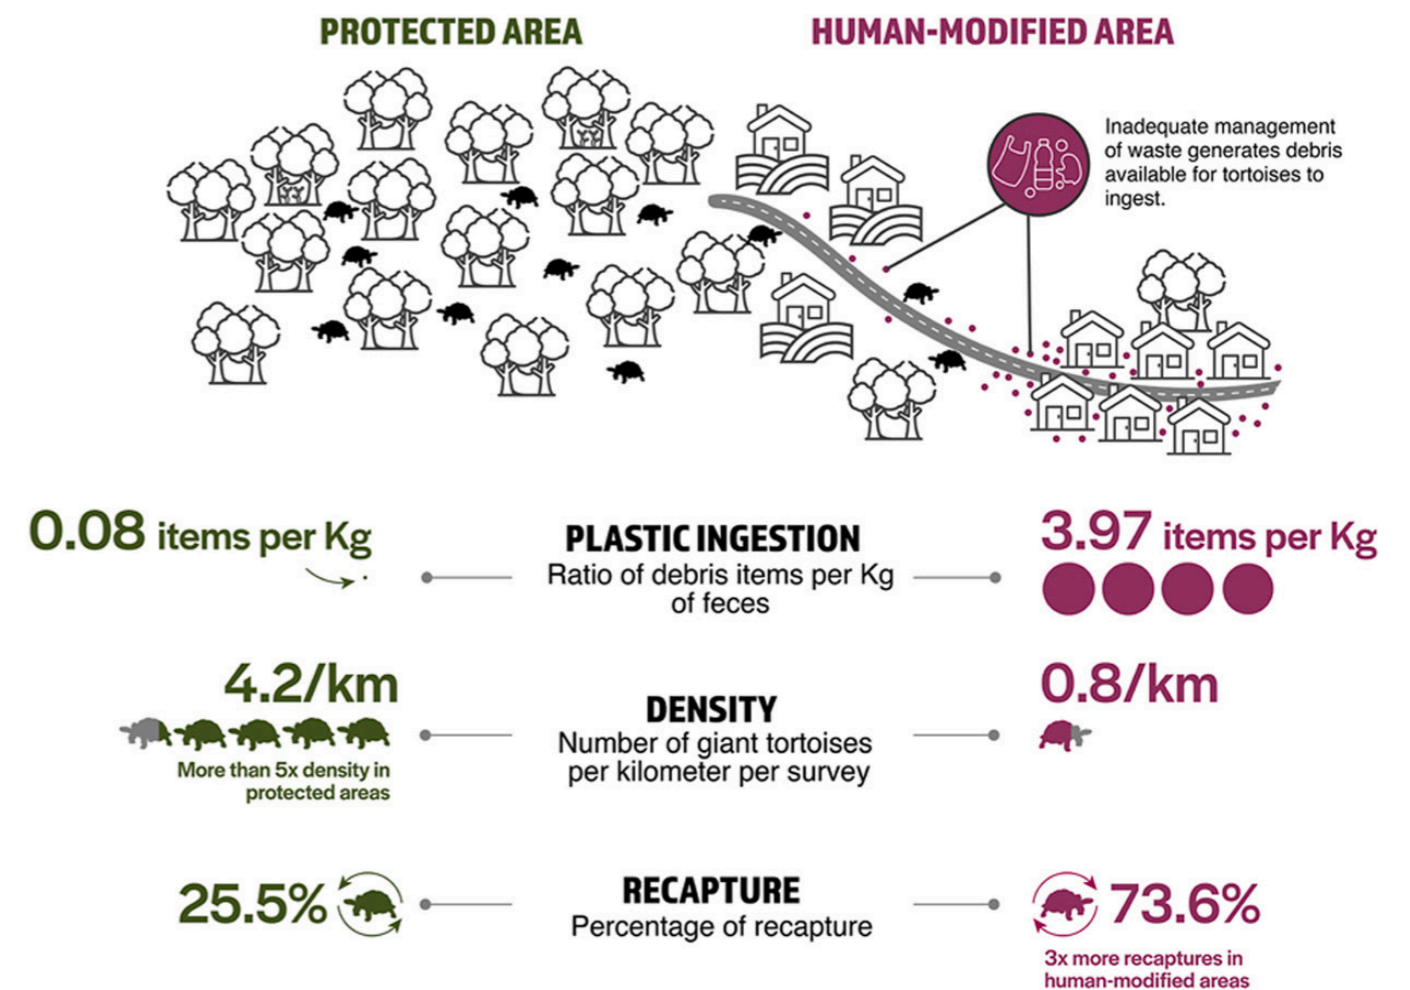 PROTECTED AREA
HUMAN-MODIFIED AREA
Inadequate management
of waste generates debris
available for tortoises to
ingest.
0.08 items per Kg
PLASTIC INGESTION
Ratio of debris items per Kg
of feces
3.97 items per Kg
4.2/km
More than 5x density in
protected areas
DENSITY
Number of giant tortoises
per kilometer per survey
0.8/km
25.5%
RECAPTURE
Percentage of recapture
73.6%
3x more recaptures in
human-modified areas